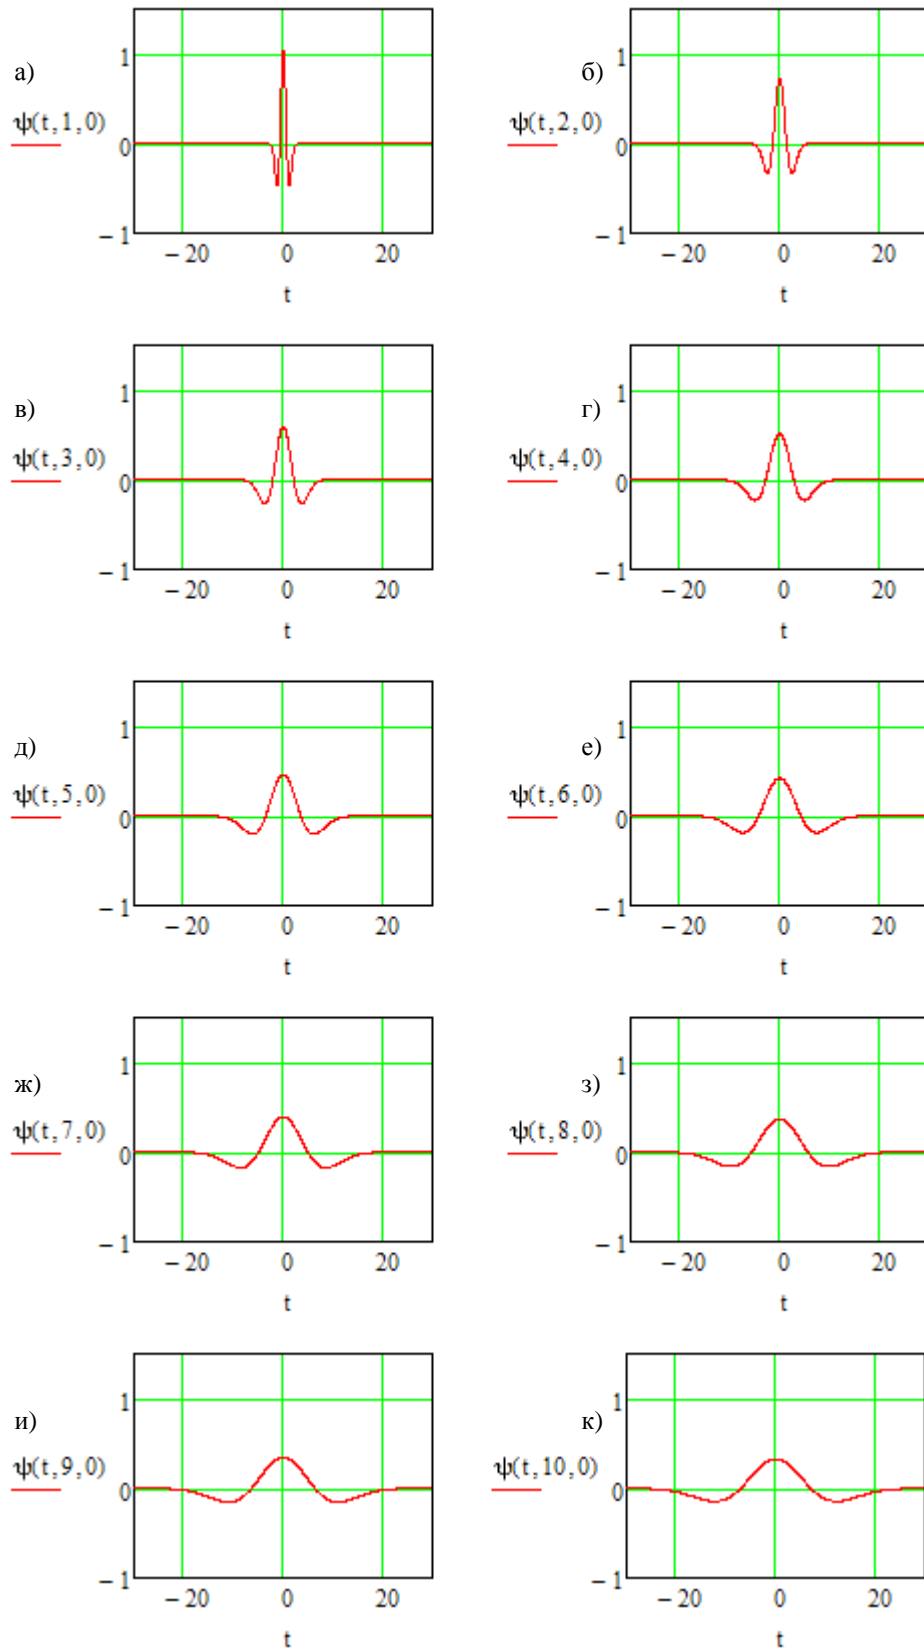 а)
ψ(t,1,0)
1
0
−1
−20 0 20
t
б)
ψ(t,2,0)
1
0
−1
−20 0 20
t
в)
ψ(t,3,0)
1
0
−1
−20 0 20
t
г)
ψ(t,4,0)
1
0
−1
−20 0 20
t
д)
ψ(t,5,0)
1
0
−1
−20 0 20
t
е)
ψ(t,6,0)
1
0
−1
−20 0 20
t
ж)
ψ(t,7,0)
1
0
−1
−20 0 20
t
з)
ψ(t,8,0)
1
0
−1
−20 0 20
t
и)
ψ(t,9,0)
1
0
−1
−20 0 20
t
к)
ψ(t,10,0)
1
0
−1
−20 0 20
t